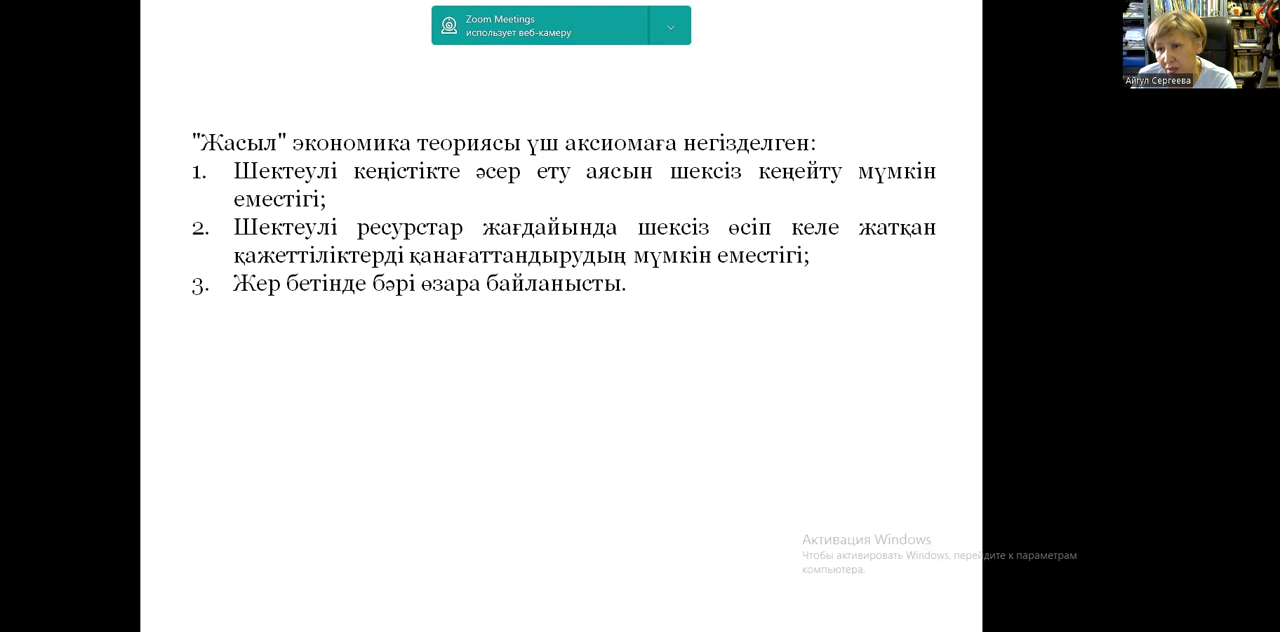 Zoom Meetings
использует веб-камеру
Айгул Сергеева
"Жасыл" экономика теориясы үш аксиомаға негізделген:
1. Шектеулі кеңістікте әсер ету аясын шексіз кеңейту мүмкін
еместігі;
2. Шектеулі ресурстар жағдайында шексіз өсіп келе жатқан
қажеттіліктерді қанағаттандырудың мүмкін еместігі;
3. Жер бетінде бәрі өзара байланысты.
Активация Windows
Чтобы активировать Windows, перейдите к параметрам
компьютера.